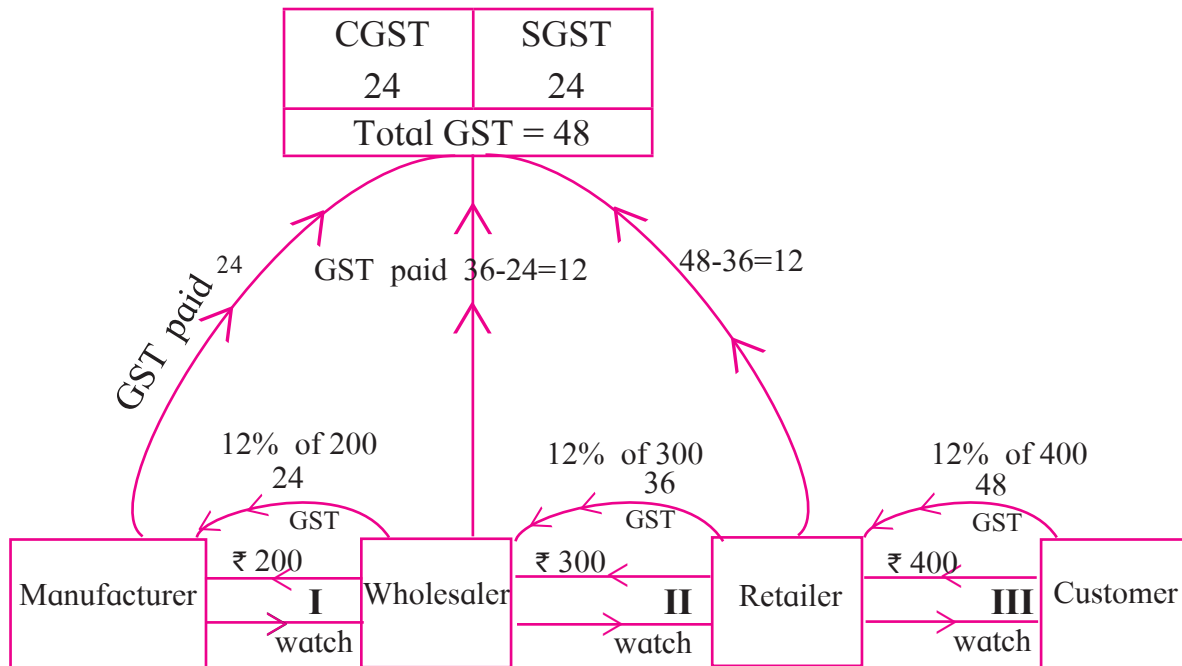 CGST SGST
24 24
Total GST = 48
GST paid 24
GST paid 36-24=12
48-36=12
12% of 200
24
GST
12% of 300
36
GST
12% of 400
48
GST
Manufacturer
₹ 200
I
watch
Wholesaler
₹ 300
II
watch
Retailer
₹ 400
III
watch
Customer